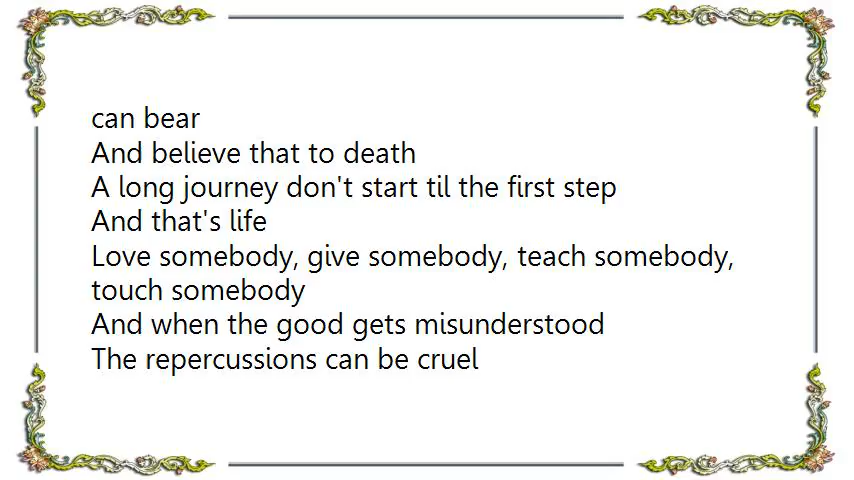 can bear
And believe that to death
A long journey don't start til the first step
And that's life
Love somebody, give somebody, teach somebody,
touch somebody
And when the good gets misunderstood
The repercussions can be cruel